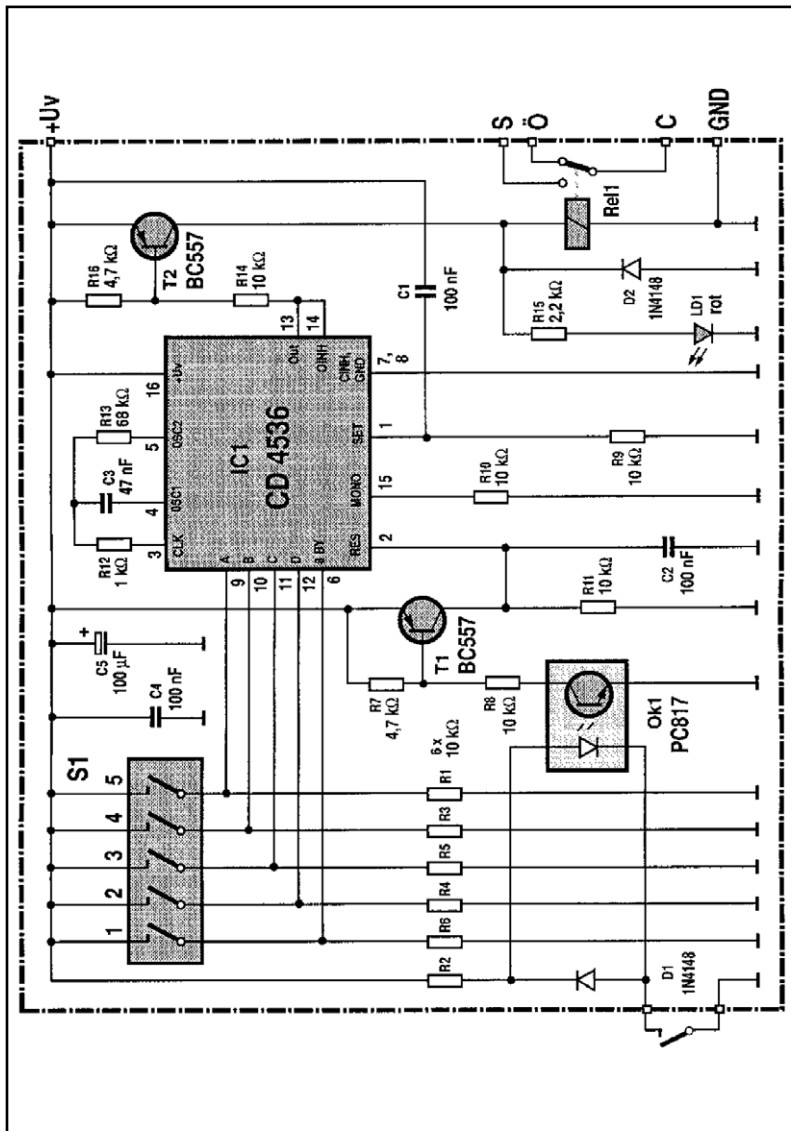 +Uv
S
Ö
C
GND
R16
4,7 kΩ
T2
BC557
R14
10 kΩ
C1
100 nF
Rel1
D2
1N4148
R15
2,2 kΩ
LD1
rot
R13
68 kΩ
C3
47 nF
R12
1 kΩ
16
+Uv
13
Out
14
OINH
5
OSC2
4
OSC1
3
CLK
IC1
CD 4536
CINH,
GND
7,
8
SET
1
MONO
15
RES
2
A
9
B
10
C
11
D
12
8 BY
6
R10
10 kΩ
R9
10 kΩ
C2
100 nF
R11
10 kΩ
+
C5
100 µF
C4
100 nF
T1
BC557
R7
4,7 kΩ
R8
10 kΩ
Ok1
PC817
S1
5
4
3
2
1
6 x
10 kΩ
R1
R3
R5
R4
R6
R2
D1
1N4148